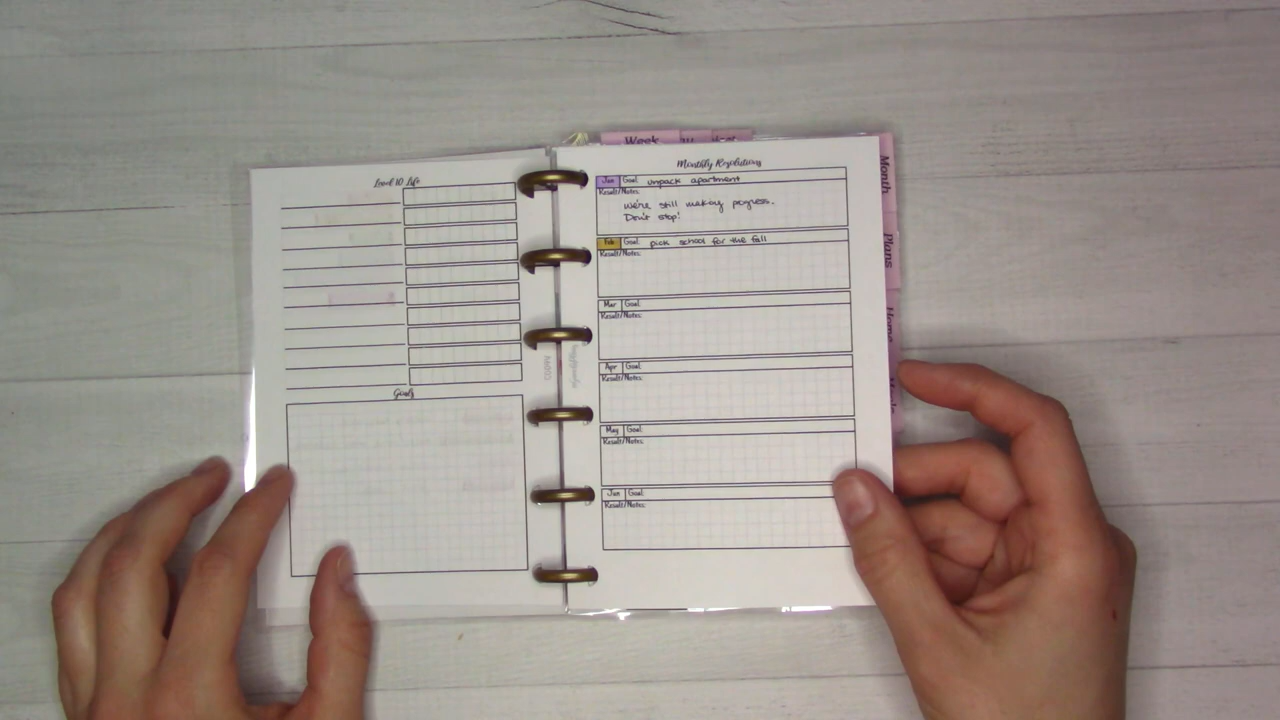 Week
Month
Plans
Home
Level 10 Life
Goals
Monthly Resolutions
Jan Goal: unpack apartment
Result/Notes:
We're still making progress.
Don't stop!
Feb Goal: pick school for the fall
Result/Notes:
Mar Goal:
Result/Notes:
Apr Goal:
Result/Notes:
May Goal:
Result/Notes:
Jun Goal:
Result/Notes: